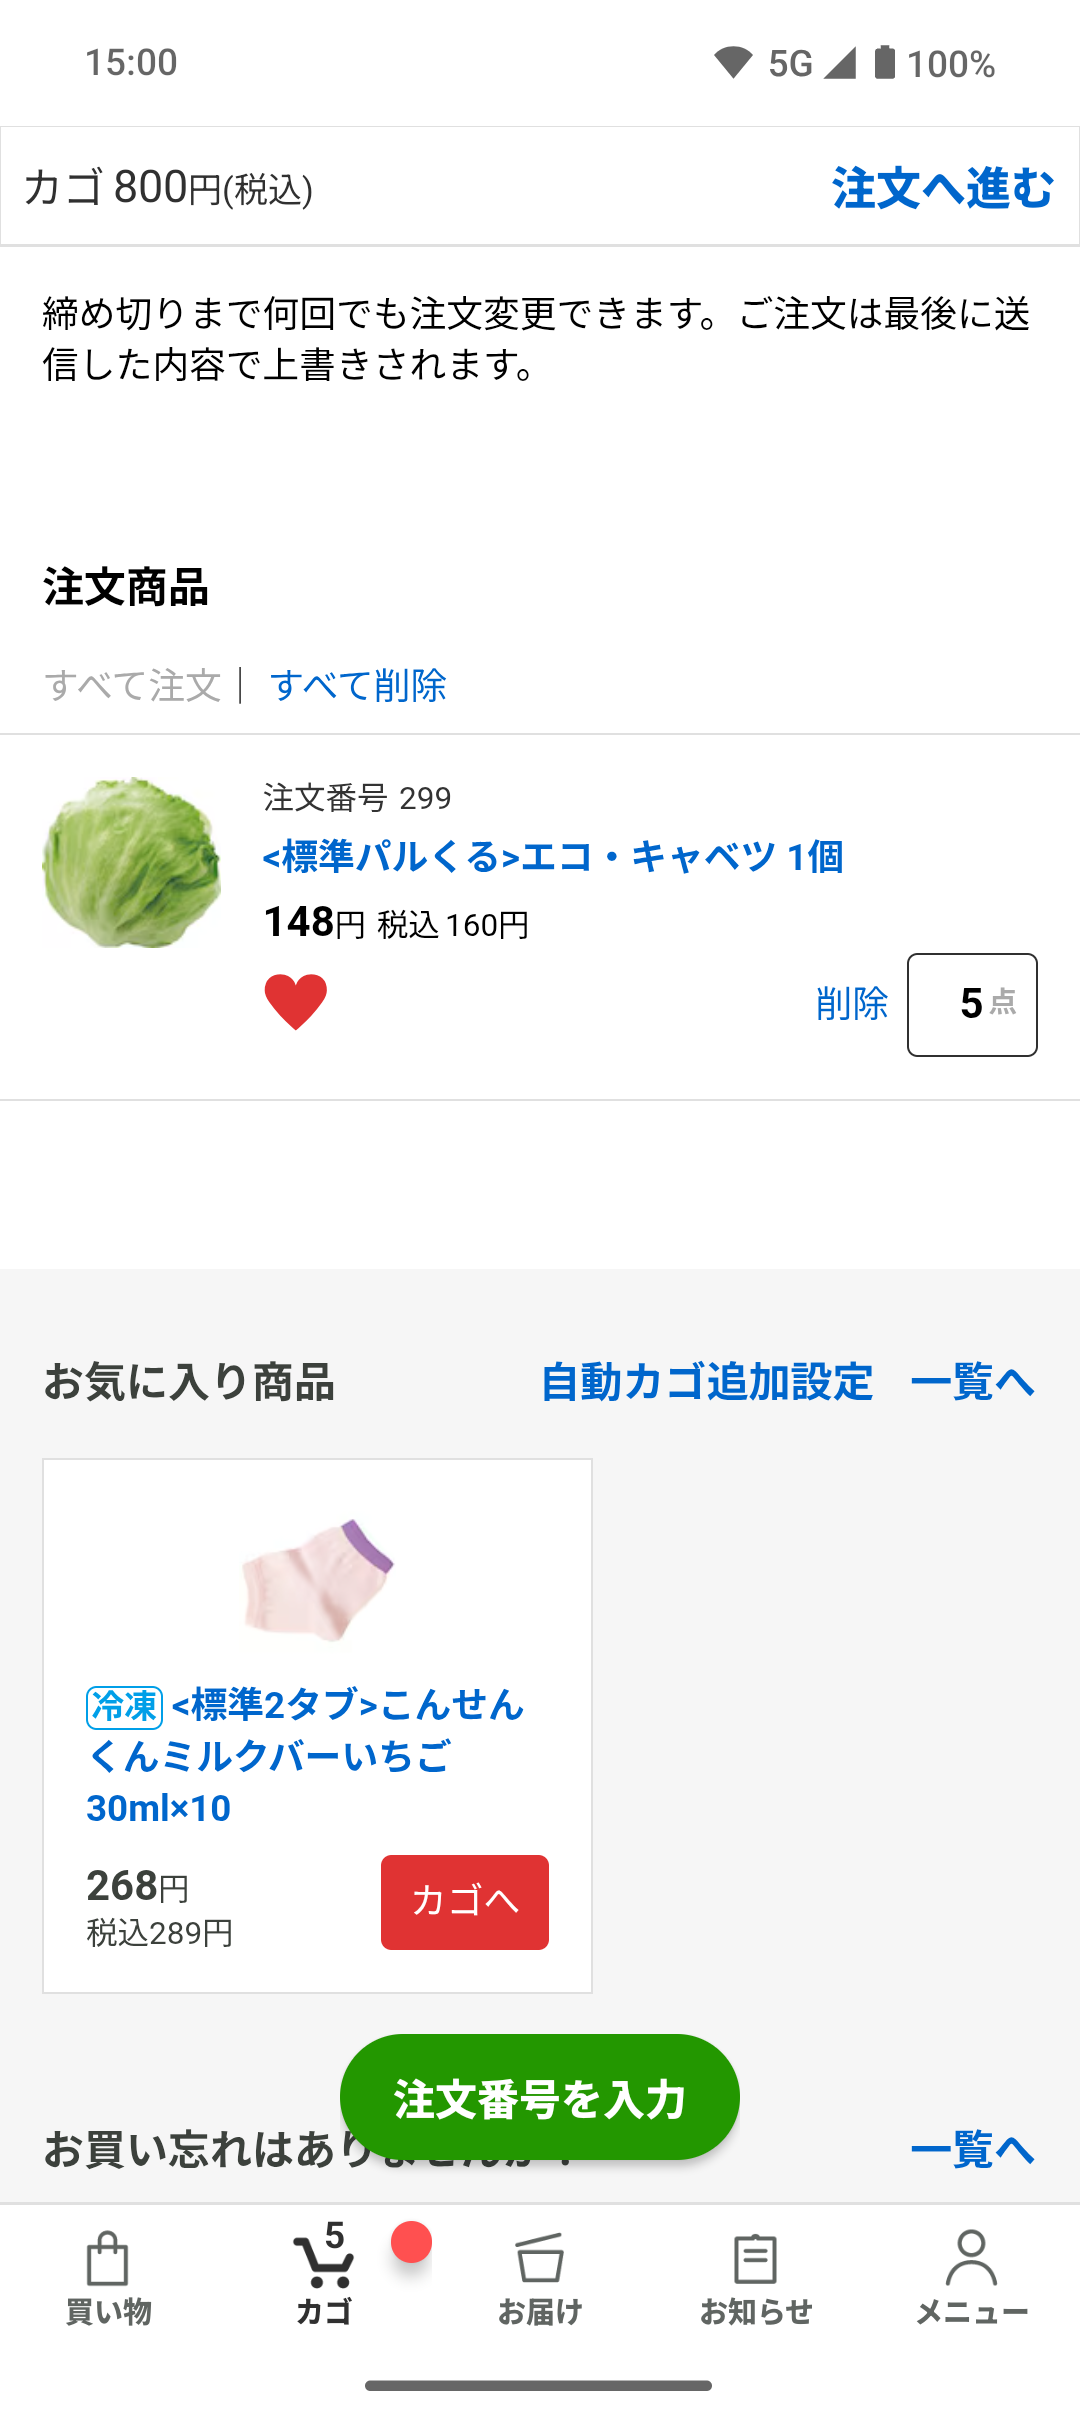 15:00
5G 100%
カゴ 800円(税込)
注文へ進む
締め切りまで何回でも注文変更できます。ご注文は最後に送
信した内容で上書きされます。
注文商品
すべて注文 | すべて削除
注文番号 299
<標準パルくる>エコ・キャベツ 1個
148円 税込 160円
削除
5 点
お気に入り商品
自動カゴ追加設定 一覧へ
冷凍 <標準2タブ>こんせん
くんミルクバーいちご
30ml×10
268円
税込289円
カゴへ
注文番号を入力
お買い忘れはあり
一覧へ
5
買い物
カゴ
お届け
お知らせ
メニュー